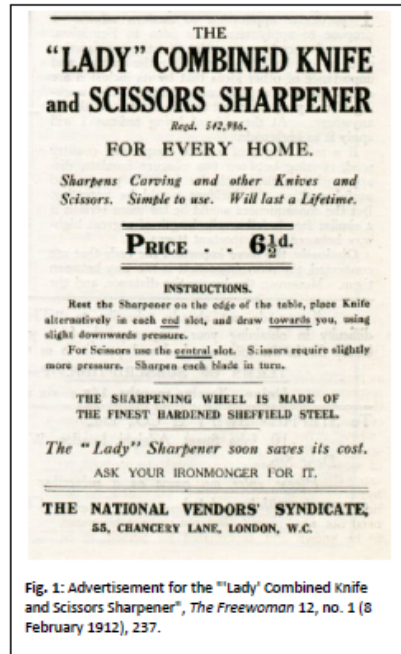 THE
"LADY" COMBINED KNIFE
and SCISSORS SHARPENER
Regd. 542,986.
FOR EVERY HOME.
Sharpens Carving and other Knives and
Scissors. Simple to use. Will last a Lifetime.
PRICE . . 6½d.
INSTRUCTIONS.
Rest the Sharpener on the edge of the table, place Knife
alternatively in each end slot, and draw towards you, using
slight downwards pressure.
For Scissors use the central slot. Scissors require slightly
more pressure. Sharpen each blade in turn.
THE SHARPENING WHEEL IS MADE OF
THE FINEST HARDENED SHEFFIELD STEEL.
The "Lady" Sharpener soon saves its cost.
ASK YOUR IRONMONGER FOR IT.
THE NATIONAL VENDORS' SYNDICATE,
55, CHANCERY LANE, LONDON, W.C.
Fig. 1: Advertisement for the "'Lady' Combined Knife
and Scissors Sharpener", The Freewoman 12, no. 1 (8
February 1912), 237.